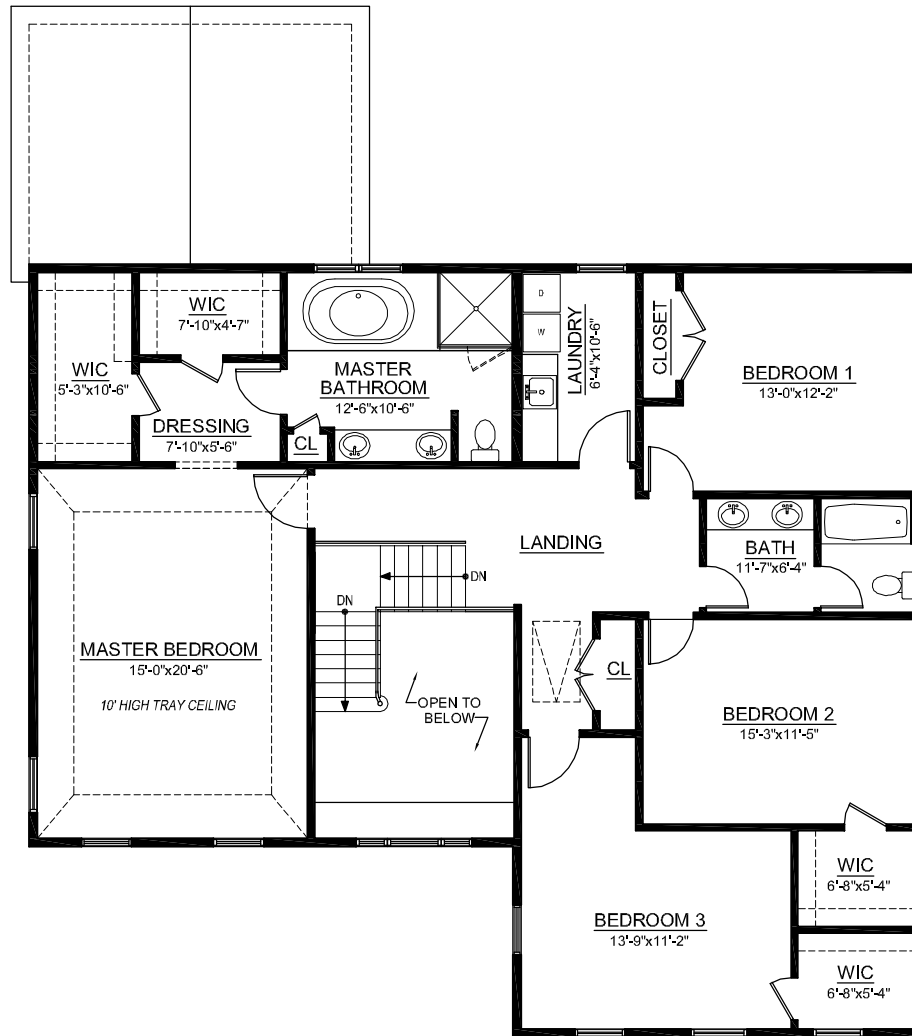 WIC
7'-10"x4'-7"
WIC
5'-3"x10'-6"
DRESSING
7'-10"x5'-6"
MASTER
BATHROOM
12'-6"x10'-6"
CL
D
W
LAUNDRY
6'-4"x10'-6"
CLOSET
BEDROOM 1
13'-0"x12'-2"
LANDING
BATH
11'-7"x6'-4"
DN
DN
MASTER BEDROOM
15'-0"x20'-6"
10' HIGH TRAY CEILING
OPEN TO
BELOW
CL
BEDROOM 2
15'-3"x11'-5"
WIC
6'-8"x5'-4"
BEDROOM 3
13'-9"x11'-2"
WIC
6'-8"x5'-4"